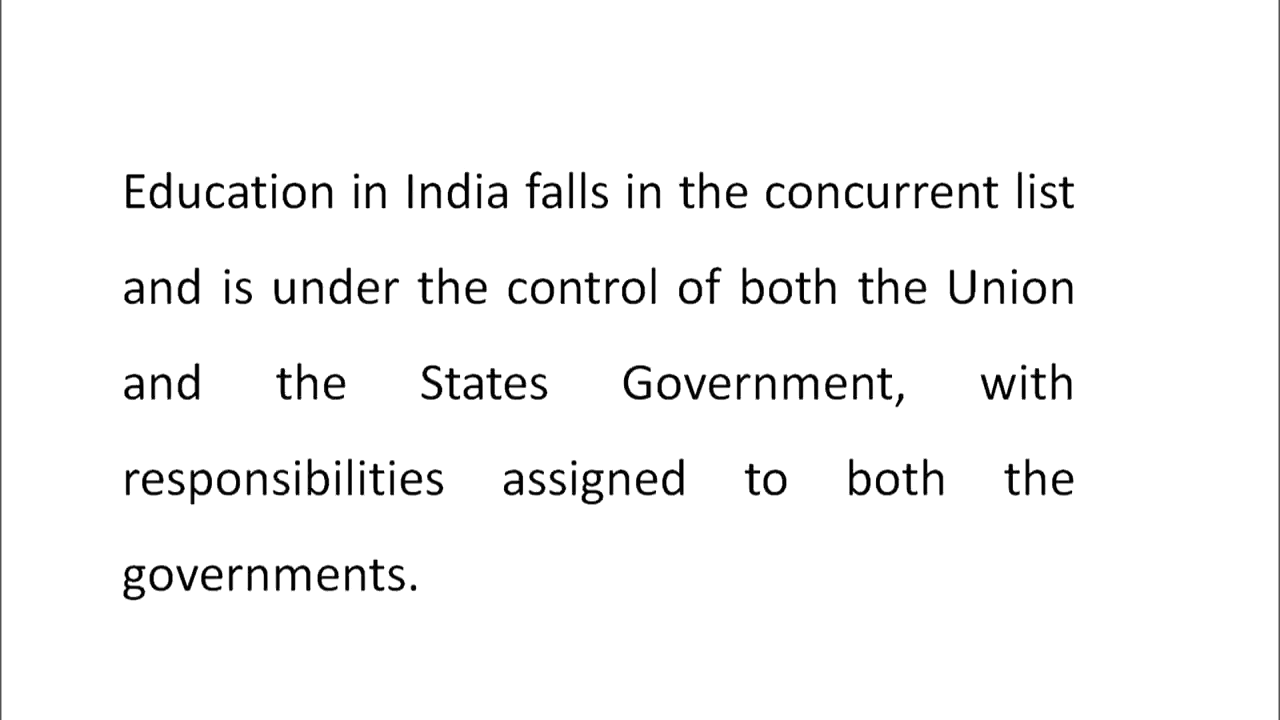 Education in India falls in the concurrent list
and is under the control of both the Union
and the States Government, with
responsibilities assigned to both the
governments.